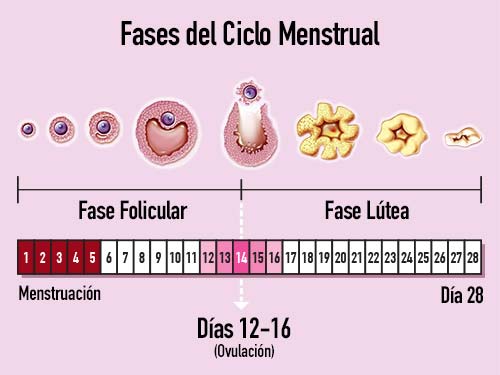 Fases del Ciclo Menstrual
Fase Folicular Fase Lútea
1 2 3 4 5 6 7 8 9 10 11 12 13 14 15 16 17 18 19 20 21 22 23 24 25 26 27 28
Menstruación Día 28
Días 12-16
(Ovulación)